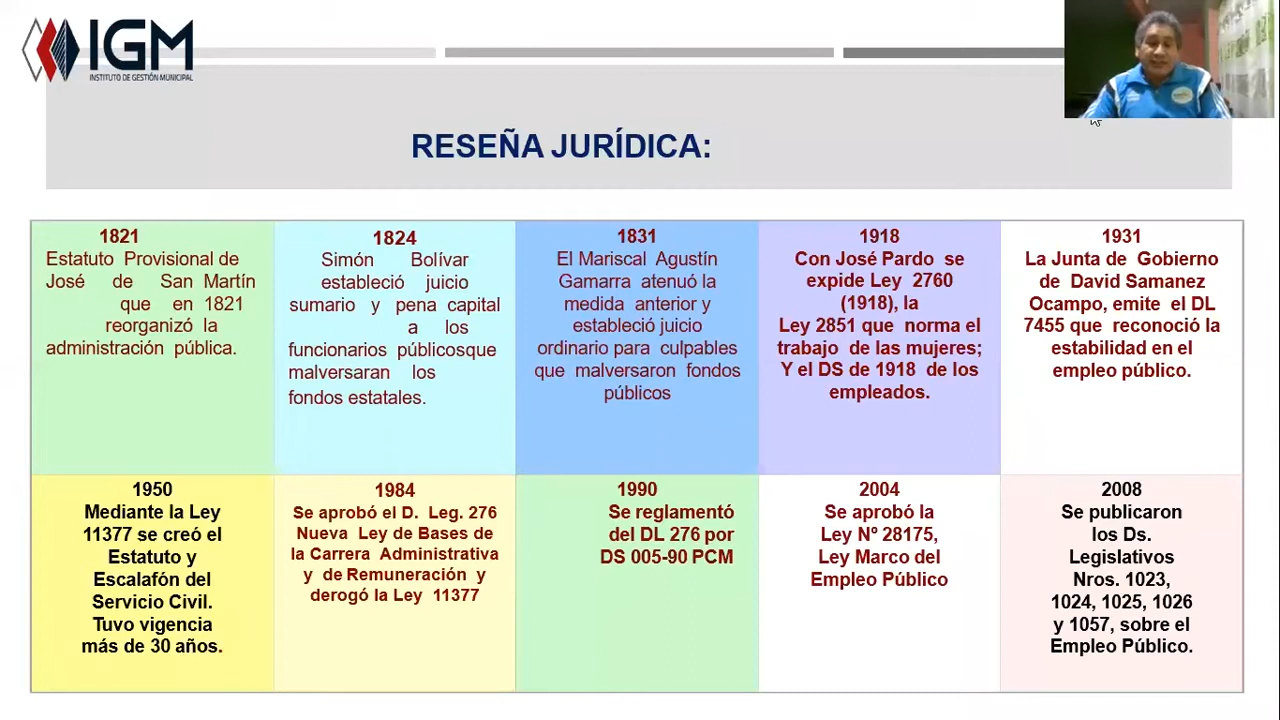 IGM
INSTITUTO DE GESTIÓN MUNICIPAL
RESEÑA JURÍDICA:
1821
Estatuto Provisional de
José de San Martín
que en 1821
reorganizó la
administración pública.
1824
Simón Bolívar
estableció juicio
sumario y pena capital
a los
funcionarios públicosque
malversaran los
fondos estatales.
1831
El Mariscal Agustín
Gamarra atenuó la
medida anterior y
estableció juicio
ordinario para culpables
que malversaron fondos
públicos
1918
Con José Pardo se
expide Ley 2760
(1918), la
Ley 2851 que norma el
trabajo de las mujeres;
Y el DS de 1918 de los
empleados.
1931
La Junta de Gobierno
de David Samanez
Ocampo, emite el DL
7455 que reconoció la
estabilidad en el
empleo público.
1950
Mediante la Ley
11377 se creó el
Estatuto y
Escalafón del
Servicio Civil.
Tuvo vigencia
más de 30 años.
1984
Se aprobó el D. Leg. 276
Nueva Ley de Bases de
la Carrera Administrativa
y de Remuneración y
derogó la Ley 11377
1990
Se reglamentó
del DL 276 por
DS 005-90 PCM
2004
Se aprobó la
Ley Nº 28175,
Ley Marco del
Empleo Público
2008
Se publicaron
los Ds.
Legislativos
Nros. 1023,
1024, 1025, 1026
y 1057, sobre el
Empleo Público.